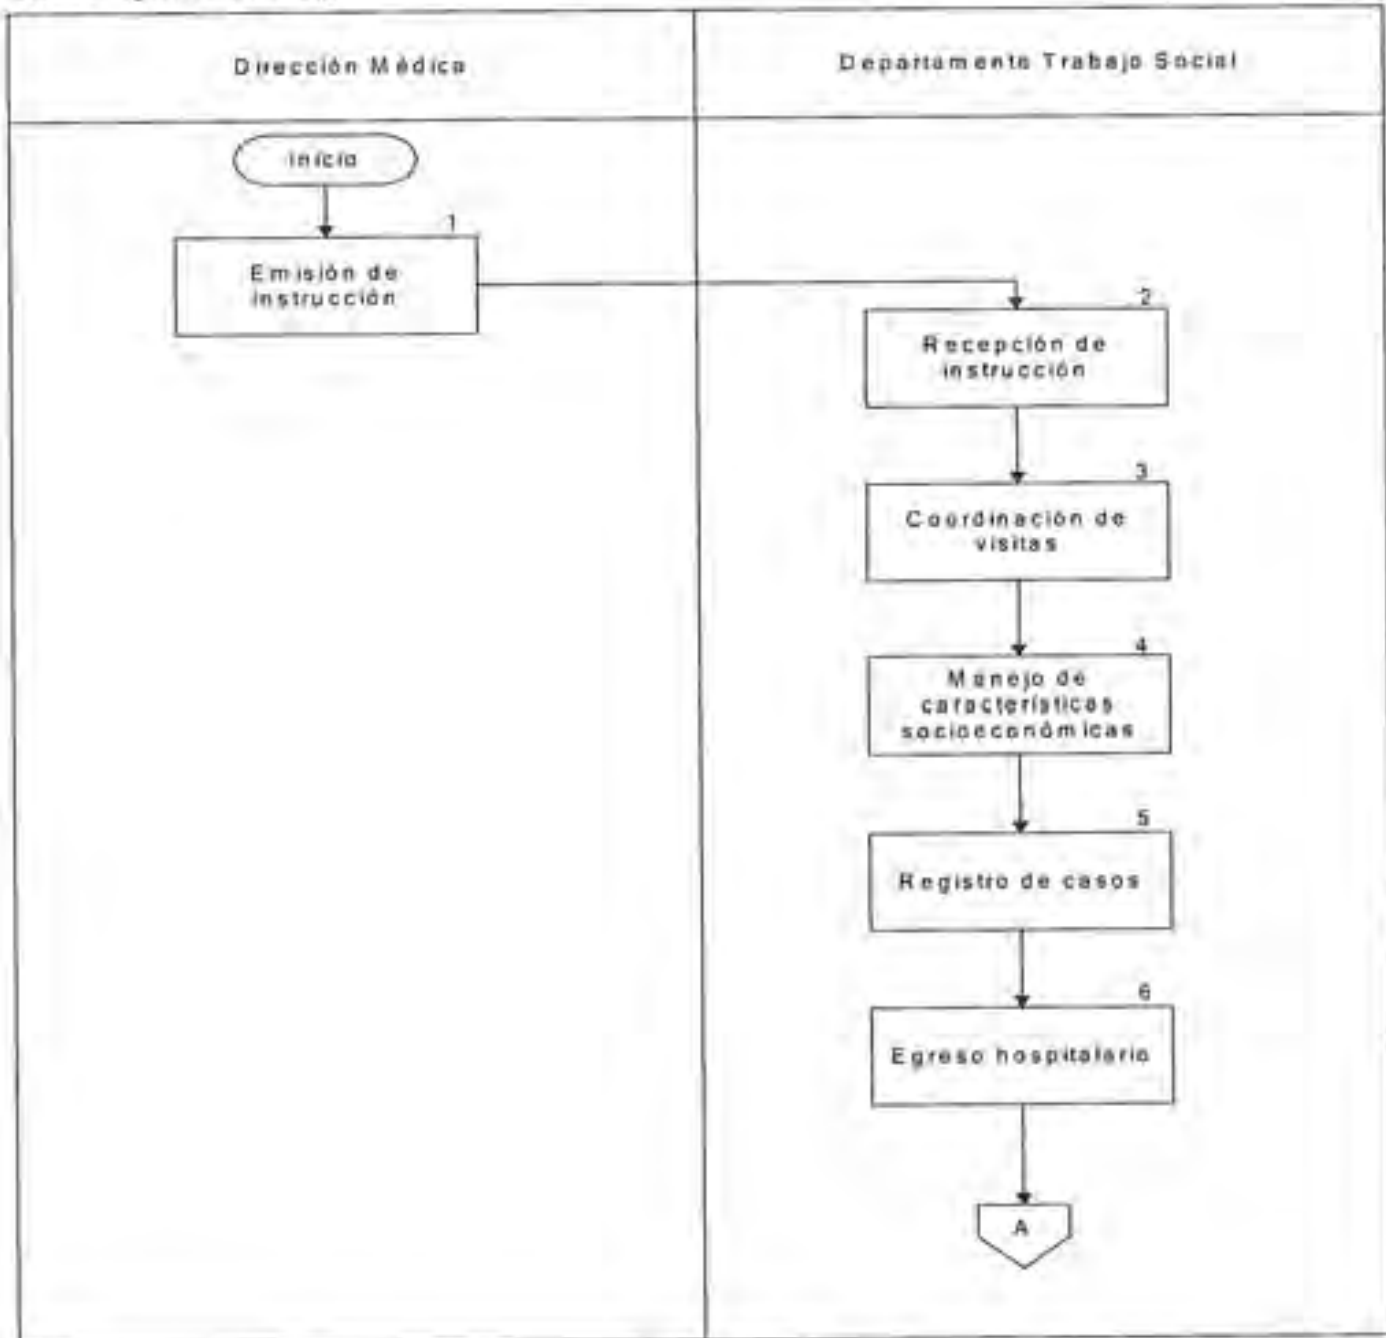 Dirección Médica
Departamento Trabajo Social
Inicio
1
Emisión de
instrucción
2
Recepción de
instrucción
3
Coordinación de
visitas
4
Manejo de
características
socioeconómicas
5
Registro de casos
6
Egreso hospitalario
A